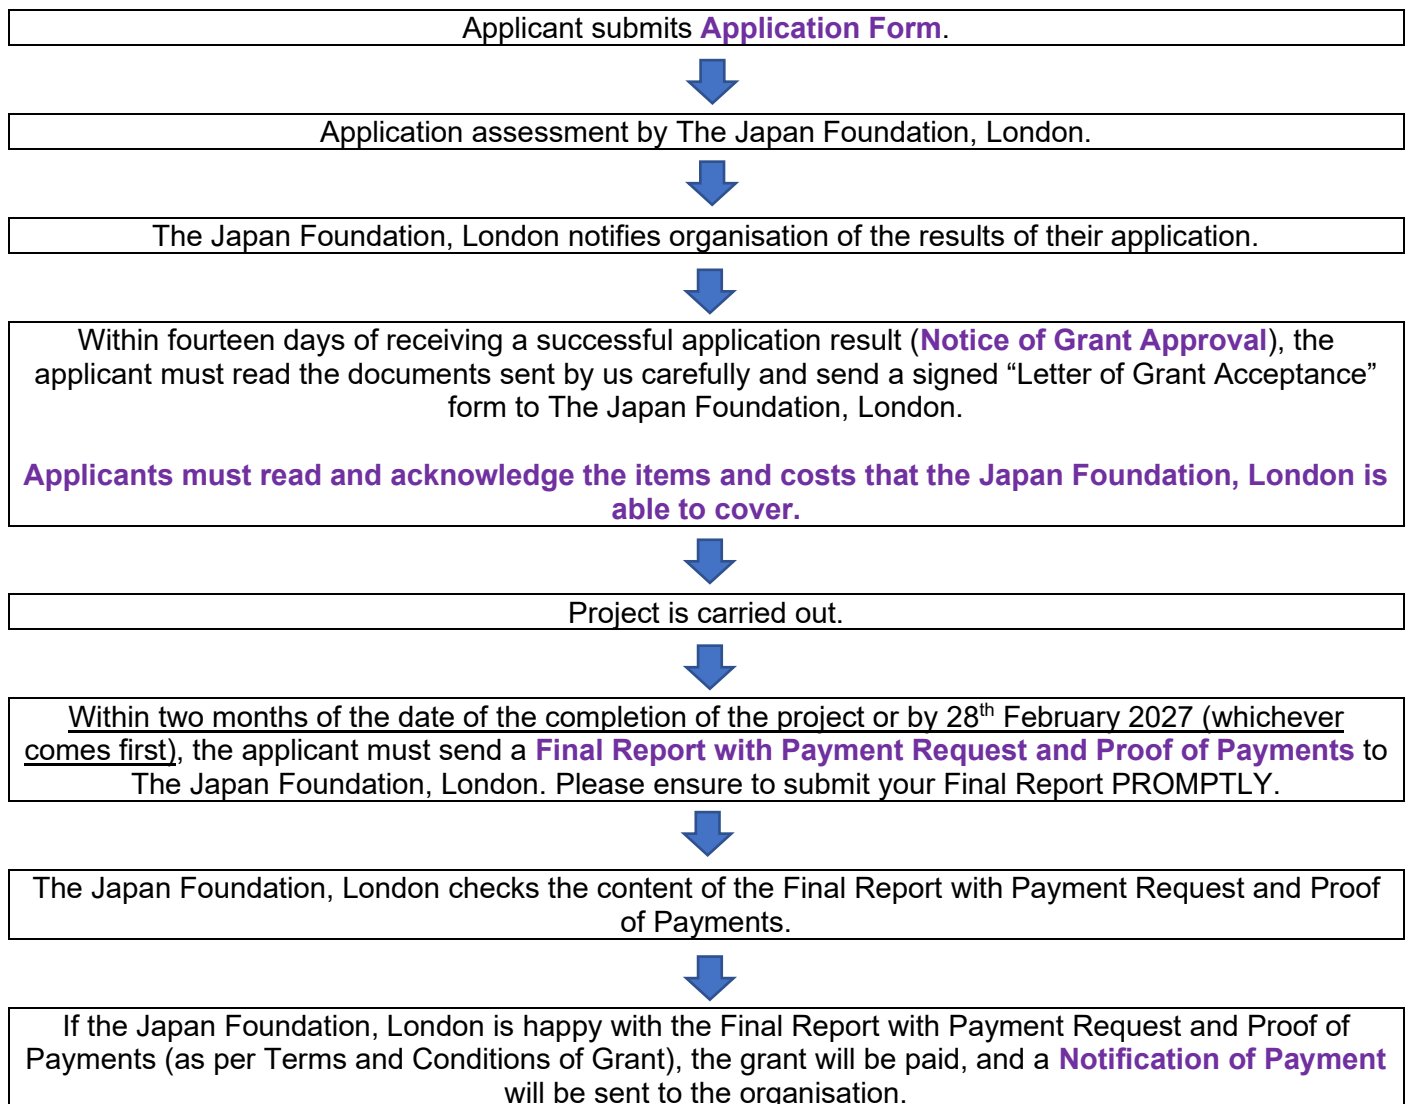 Applicant submits Application Form.
Application assessment by The Japan Foundation, London.
The Japan Foundation, London notifies organisation of the results of their application.
Within fourteen days of receiving a successful application result (Notice of Grant Approval), the
applicant must read the documents sent by us carefully and send a signed “Letter of Grant Acceptance”
form to The Japan Foundation, London.
Applicants must read and acknowledge the items and costs that the Japan Foundation, London is
able to cover.
Project is carried out.
Within two months of the date of the completion of the project or by 28th February 2027 (whichever
comes first), the applicant must send a Final Report with Payment Request and Proof of Payments to
The Japan Foundation, London. Please ensure to submit your Final Report PROMPTLY.
The Japan Foundation, London checks the content of the Final Report with Payment Request and Proof
of Payments.
If the Japan Foundation, London is happy with the Final Report with Payment Request and Proof of
Payments (as per Terms and Conditions of Grant), the grant will be paid, and a Notification of Payment
will be sent to the organisation.